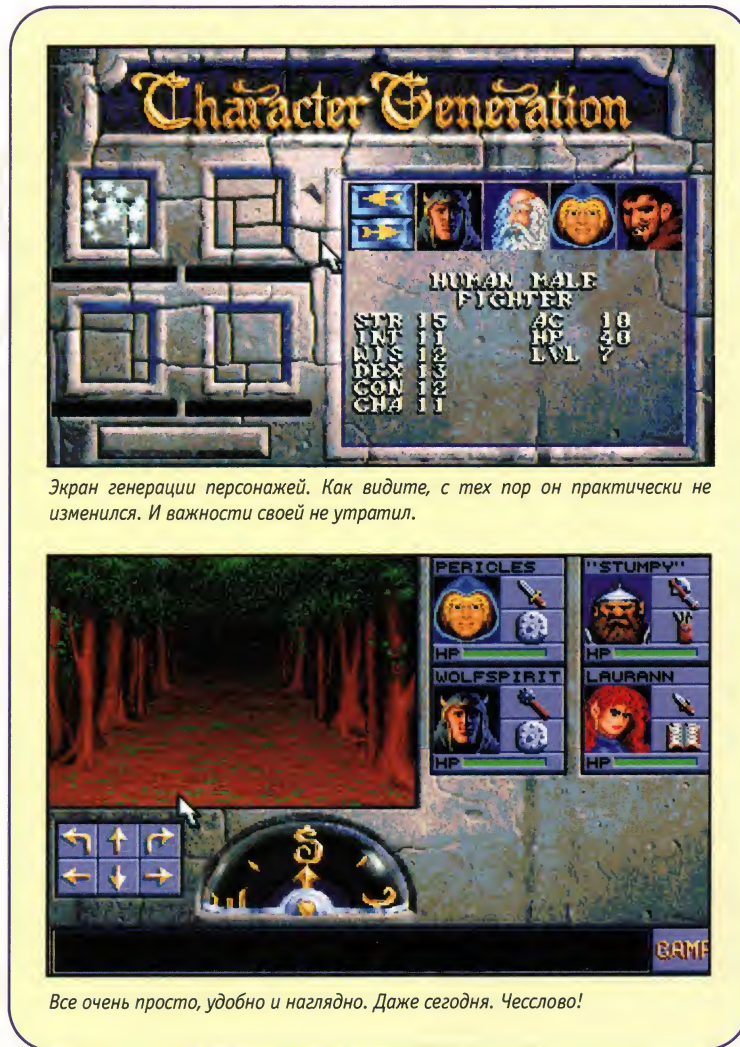 Character Generation
HUMAN MALE
FIGHTER
STR 15 AC 10
INT 11 HP 40
WIS 12 LVL 7
DEX 13
CON 12
CHA 11
Экран генерации персонажей. Как видите, с тех пор он практически не
изменился. И важности своей не утратил.
PERICLES "STUMPY"
HP HP
WOLFSPIRIT LAURANN
HP HP
S
CAMP
Все очень просто, удобно и наглядно. Даже сегодня. Чесслово!